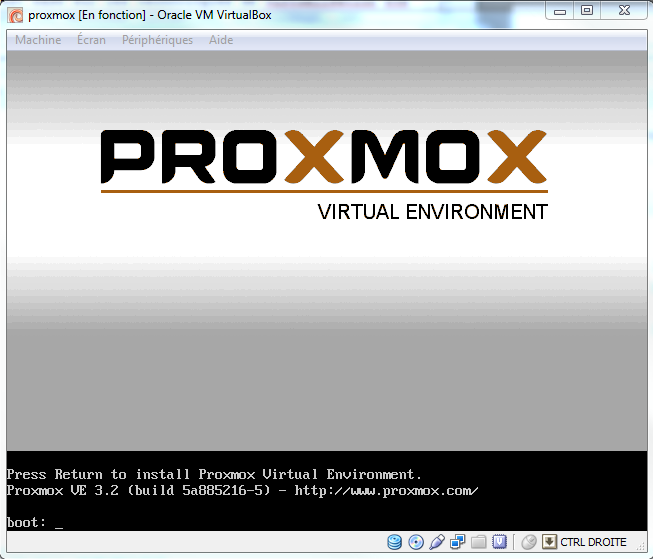 proxmox [En fonction] - Oracle VM VirtualBox
Machine Écran Périphériques Aide
PROXMOX
VIRTUAL ENVIRONMENT
Press Return to install Proxmox Virtual Environment.
Proxmox VE 3.2 (build 5a885216-5) - http://www.proxmox.com/
boot: _
CTRL DROITE